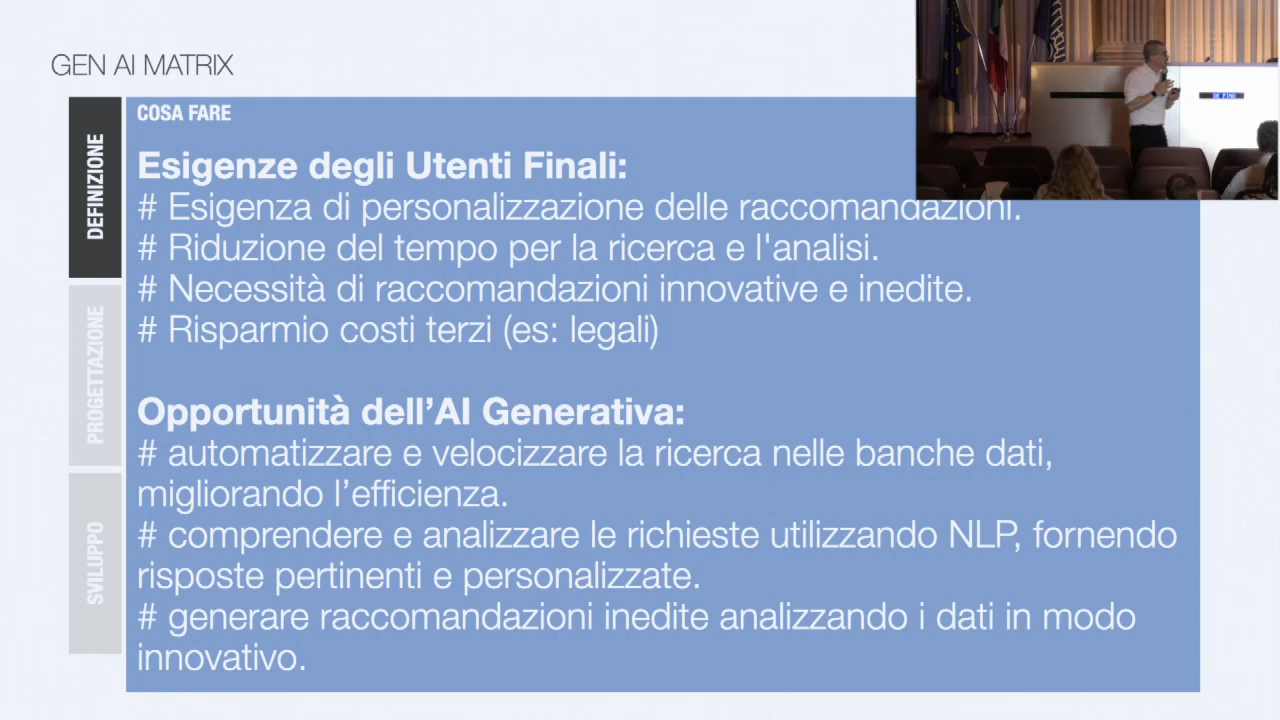 GEN AI MATRIX
DEFINIZIONE
PROGETTAZIONE
SVILUPPO
COSA FARE
Esigenze degli Utenti Finali:
# Esigenza di personalizzazione delle raccomandazioni.
# Riduzione del tempo per la ricerca e l'analisi.
# Necessità di raccomandazioni innovative e inedite.
# Risparmio costi terzi (es: legali)
Opportunità dell’AI Generativa:
# automatizzare e velocizzare la ricerca nelle banche dati,
migliorando l’efficienza.
# comprendere e analizzare le richieste utilizzando NLP, fornendo
risposte pertinenti e personalizzate.
# generare raccomandazioni inedite analizzando i dati in modo
innovativo.